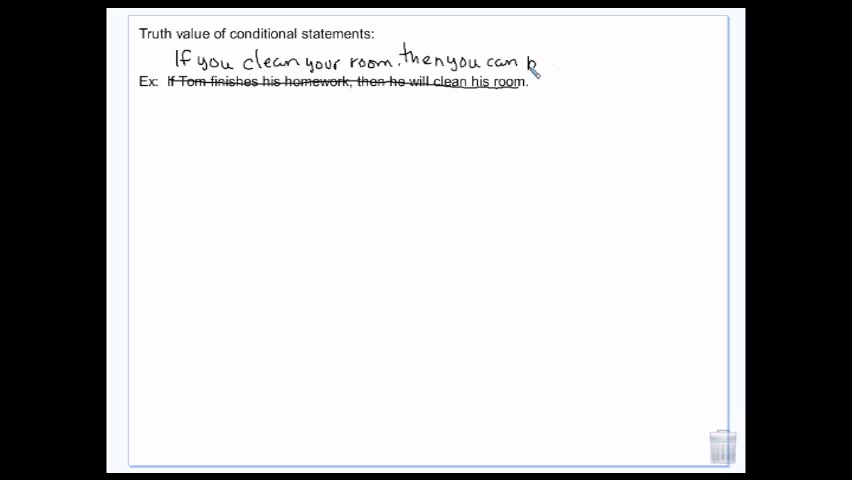 Truth value of conditional statements:
If you clean your room, then you can
Ex: If Tom finishes his homework, then he will clean his room.